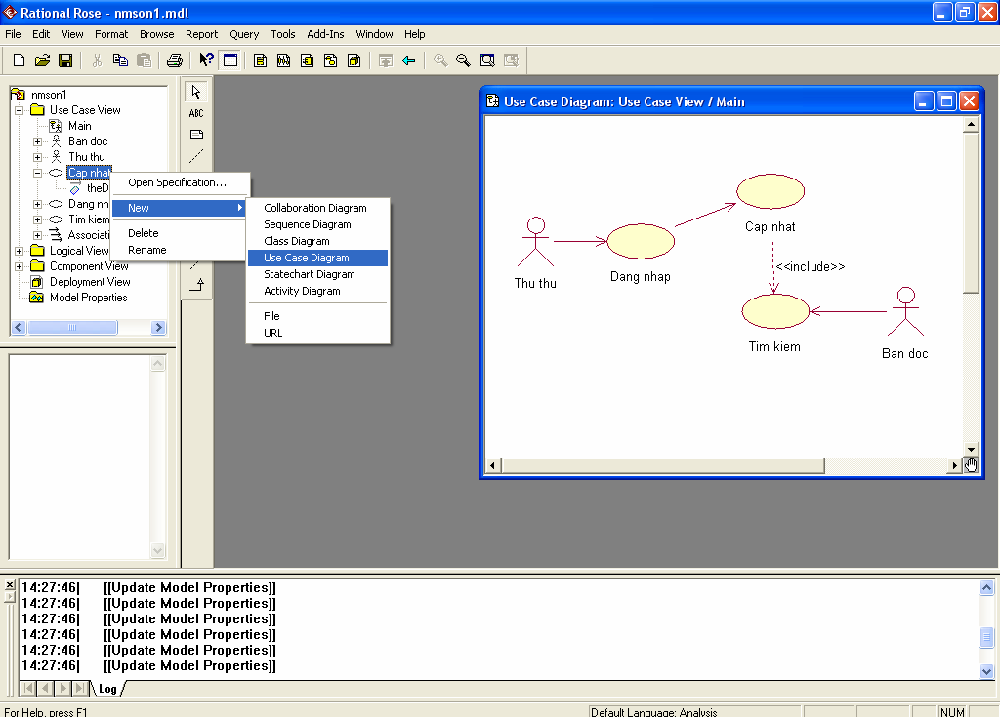 Rational Rose - nmson1.mdl
File Edit View Format Browse Report Query Tools Add-Ins Window Help
nmson1
Use Case View
Main
Ban doc
Thu thu
Cap nhat
theD
Dang nh
Tim kiem
Associati
Logical View
Component View
Deployment View
Model Properties
ABC
Open Specification...
New
Delete
Rename
Collaboration Diagram
Sequence Diagram
Class Diagram
Use Case Diagram
Statechart Diagram
Activity Diagram
File
URL
Use Case Diagram: Use Case View / Main
Cap nhat
Thu thu
Dang nhap
<<include>>
Tim kiem
Ban doc
14:27:46| [[Update Model Properties]]
14:27:46| [[Update Model Properties]]
14:27:46| [[Update Model Properties]]
14:27:46| [[Update Model Properties]]
14:27:46| [[Update Model Properties]]
14:27:46| [[Update Model Properties]]
Log
For Help, press F1
Default Language: Analysis
NUM